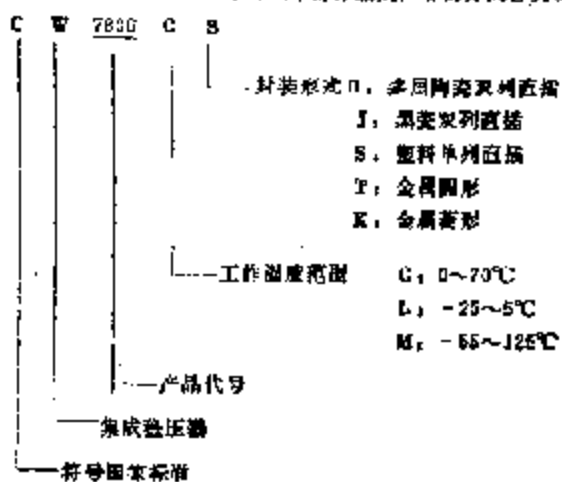 C W 7800 C S
封装形式 D:多层陶瓷双列直插
J:黑瓷双列直插
S:塑料单列直插
T:金属圆形
K:金属菱形
工作温度范围 C:0~70℃
L:-25~5℃
M:-55~125℃
产品代号
集成稳压器
符号国家标准